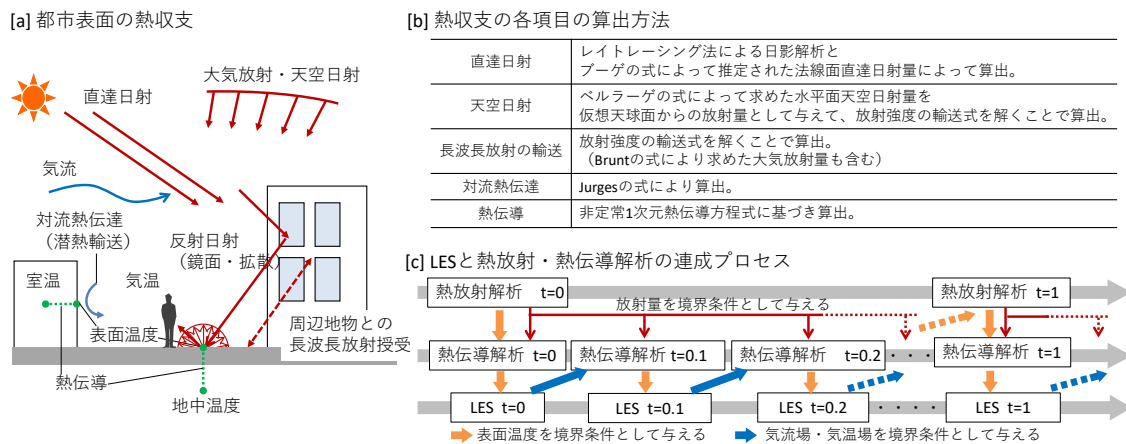 [a] 都市表面の熱収支
大気放射・天空日射
直達日射
気流
対流熱伝達
（潜熱輸送）
反射日射
（鏡面・拡散）
室温
気温
表面温度
周辺地物との
長波長放射授受
熱伝導
地中温度
[b] 熱収支の各項目の算出方法
直達日射
レイトレーシング法による日影解析と
ブーゲの式によって推定された法線面直達日射量によって算出。
天空日射
ベルラーゲの式によって求めた水平面天空日射量を
仮想天球面からの放射量として与えて、放射強度の輸送式を解くことで算出。
長波長放射の輸送
放射強度の輸送式を解くことで算出。
（Bruntの式により求めた大気放射量も含む）
対流熱伝達
Jurgesの式により算出。
熱伝導
非定常1次元熱伝導方程式に基づき算出。
[c] LESと熱放射・熱伝導解析の連成プロセス
熱放射解析 t=0
熱放射解析 t=1
放射量を境界条件として与える
熱伝導解析 t=0
熱伝導解析 t=0.1
熱伝導解析 t=0.2
・・・
熱伝導解析 t=1
LES t=0
LES t=0.1
LES t=0.2
・・・・
LES t=1
表面温度を境界条件として与える
気流場・気温場を境界条件として与える